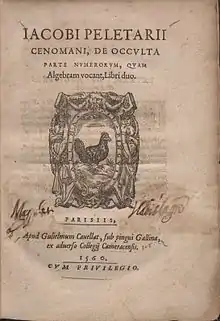 IACOBI PELETARII
CENOMANI, DE OCCVLTA
PARTE NVMERORVM, QVAM
Algebram vocant, Libri duo.
PARISIIS,
Apud Gulielmum Cauellat, sub pingui Gallina,
ex aduerso Collegij Cameracensis.
1560.
CVM PRIVILEGIO.